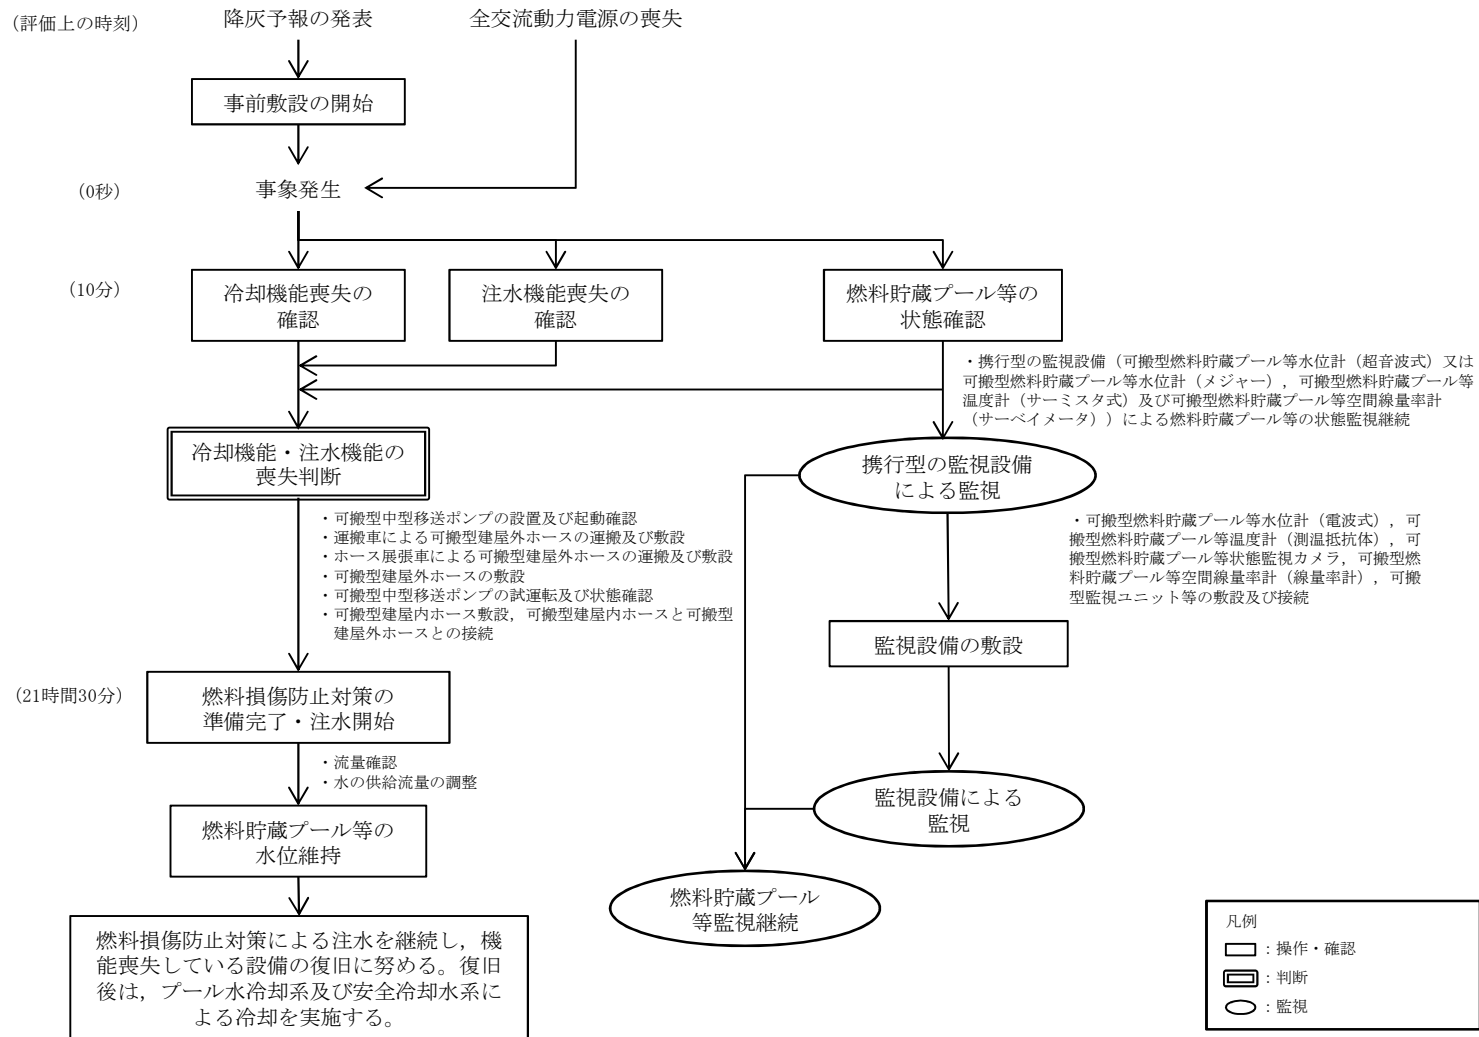 （評価上の時刻）
降灰予報の発表
全交流動力電源の喪失
事前敷設の開始
（0秒）
事象発生
（10分）
冷却機能喪失の
確認
注水機能喪失の
確認
燃料貯蔵プール等の
状態確認
・携行型の監視設備（可搬型燃料貯蔵プール等水位計（超音波式）又は
可搬型燃料貯蔵プール等水位計（メジャー），可搬型燃料貯蔵プール等
温度計（サーミスタ式）及び可搬型燃料貯蔵プール等空間線量率計
（サーベイメータ））による燃料貯蔵プール等の状態監視継続
冷却機能・注水機能の
喪失判断
携行型の監視設備
による監視
・可搬型中型移送ポンプの設置及び起動確認
・運搬車による可搬型建屋外ホースの運搬及び敷設
・ホース展張車による可搬型建屋外ホースの運搬及び敷設
・可搬型建屋外ホースの敷設
・可搬型中型移送ポンプの試運転及び状態確認
・可搬型建屋内ホース敷設，可搬型建屋内ホースと可搬型
建屋外ホースとの接続
・可搬型燃料貯蔵プール等水位計（電波式），可
搬型燃料貯蔵プール等温度計（測温抵抗体），可
搬型燃料貯蔵プール等状態監視カメラ，可搬型燃
料貯蔵プール等空間線量率計（線量率計），可搬
型監視ユニット等の敷設及び接続
監視設備の敷設
（21時間30分）
燃料損傷防止対策の
準備完了・注水開始
・流量確認
・水の供給流量の調整
監視設備による
監視
燃料貯蔵プール等の
水位維持
燃料貯蔵プール
等監視継続
燃料損傷防止対策による注水を継続し，機
能喪失している設備の復旧に努める。復旧
後は，プール水冷却系及び安全冷却水系に
よる冷却を実施する。
凡例
：操作・確認
：判断
：監視